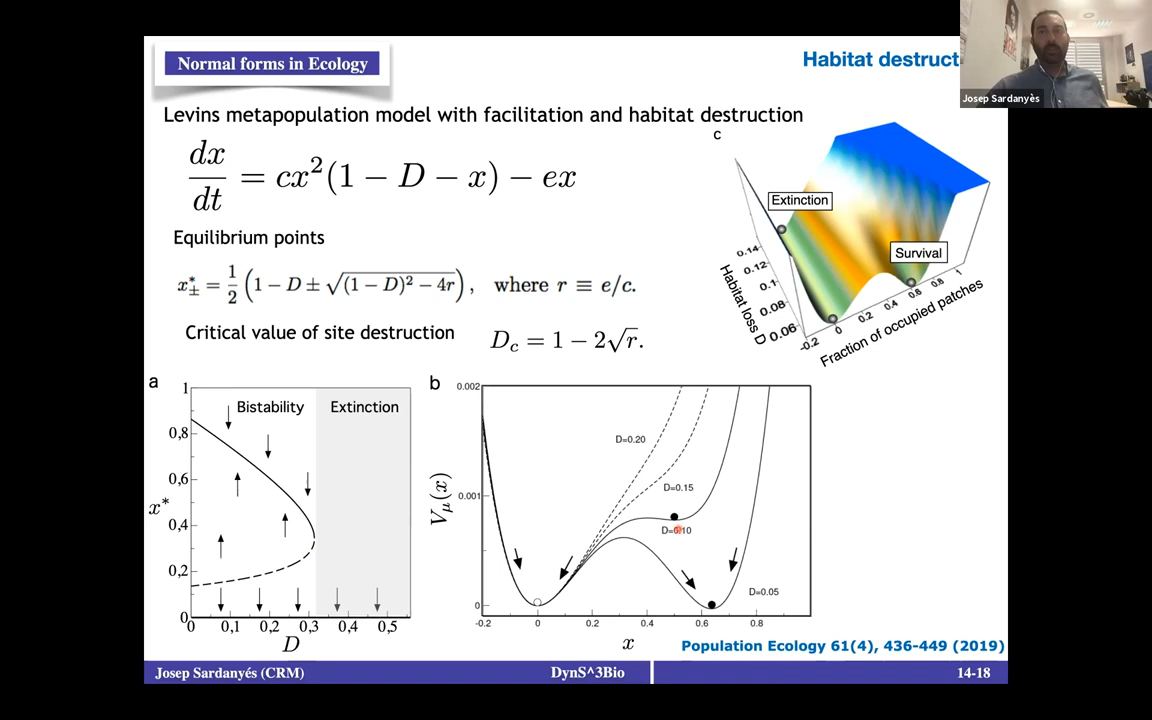 Normal forms in Ecology
Habitat destruct
Josep Sardanyès
Levins metapopulation model with facilitation and habitat destruction
dx/dt = cx²(1 − D − x) − ex
Equilibrium points
x*± = 1/2 (1 − D ± √((1 − D)² − 4r)), where r ≡ e/c.
Critical value of site destruction
D_c = 1 − 2√r.
c
Extinction
Survival
0.14
0.12
0.1
0.08
0.06
Habitat loss D
-0.2
0
0.2
0.4
0.6
0.8
1
Fraction of occupied patches
a
1
0,8
0,6
0,4
0,2
0
x*
Bistability
Extinction
0 0,1 0,2 0,3 0,4 0,5
D
b
0.002
0.001
0
V_μ(x)
D=0.20
D=0.15
D=0.10
D=0.05
-0.2 0 0.2 0.4 0.6 0.8
x
Population Ecology 61(4), 436-449 (2019)
Josep Sardanyés (CRM)
DynS^3Bio
14-18